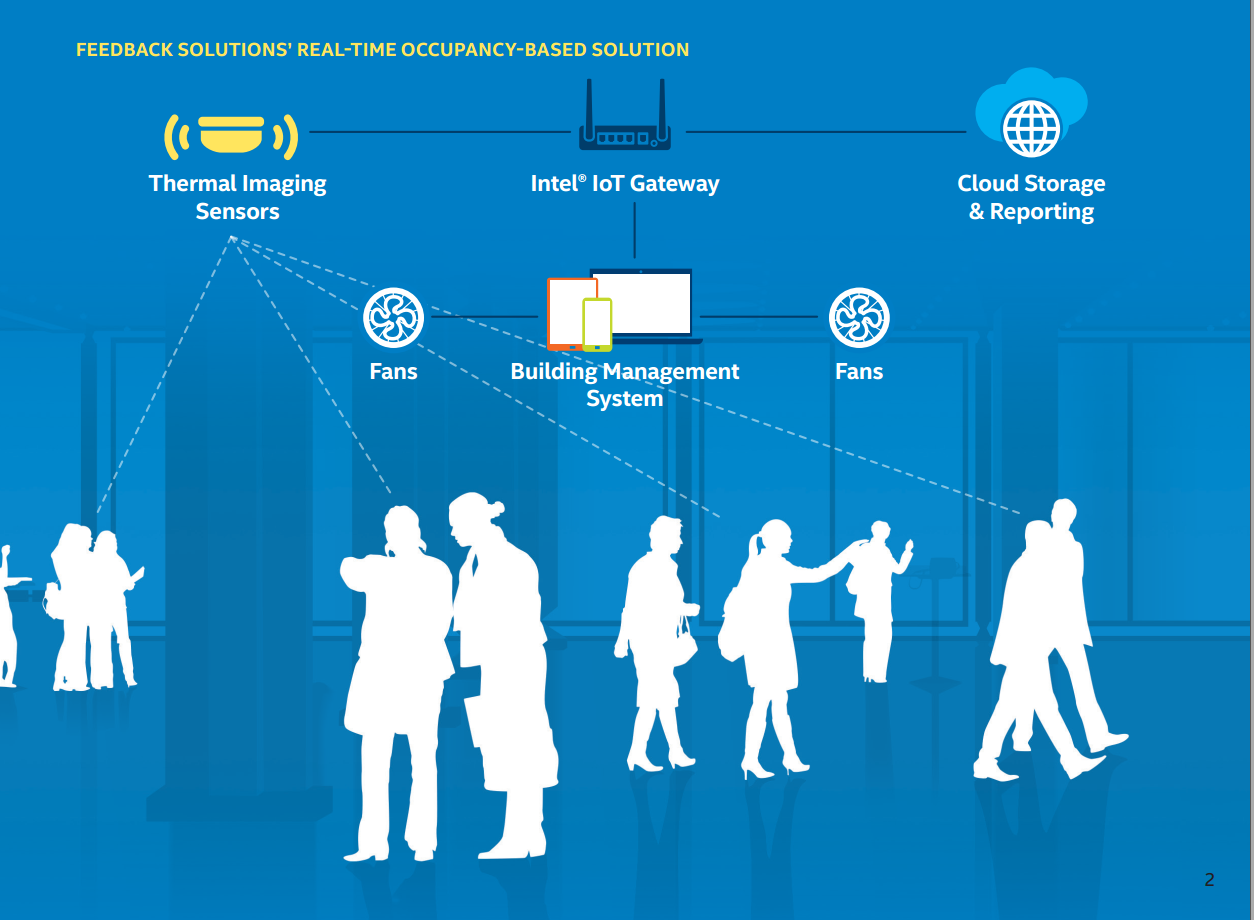 FEEDBACK SOLUTIONS’ REAL-TIME OCCUPANCY-BASED SOLUTION
Thermal Imaging
Sensors
Intel® IoT Gateway
Cloud Storage
& Reporting
Fans
Building Management
System
Fans
2